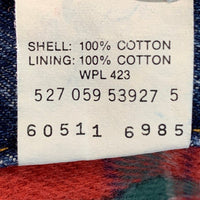 SHELL: 100% COTTON
LINING: 100% COTTON
WPL 423
527 059 53927 5
60511 6985